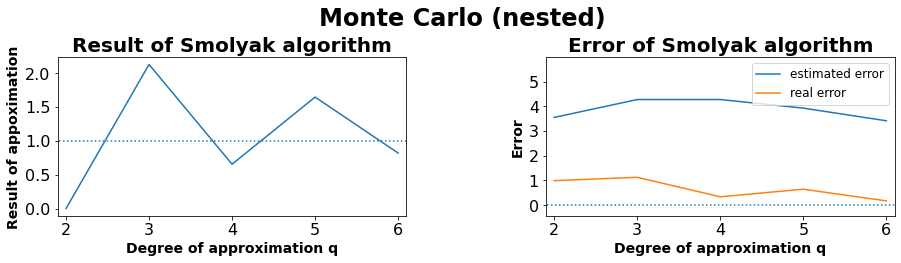 Monte Carlo (nested)
Result of Smolyak algorithm
Result of appoximation
2.0
1.5
1.0
0.5
0.0
2
3
4
5
6
Degree of approximation q
Error of Smolyak algorithm
Error
5
4
3
2
1
0
estimated error
real error
2
3
4
5
6
Degree of approximation q